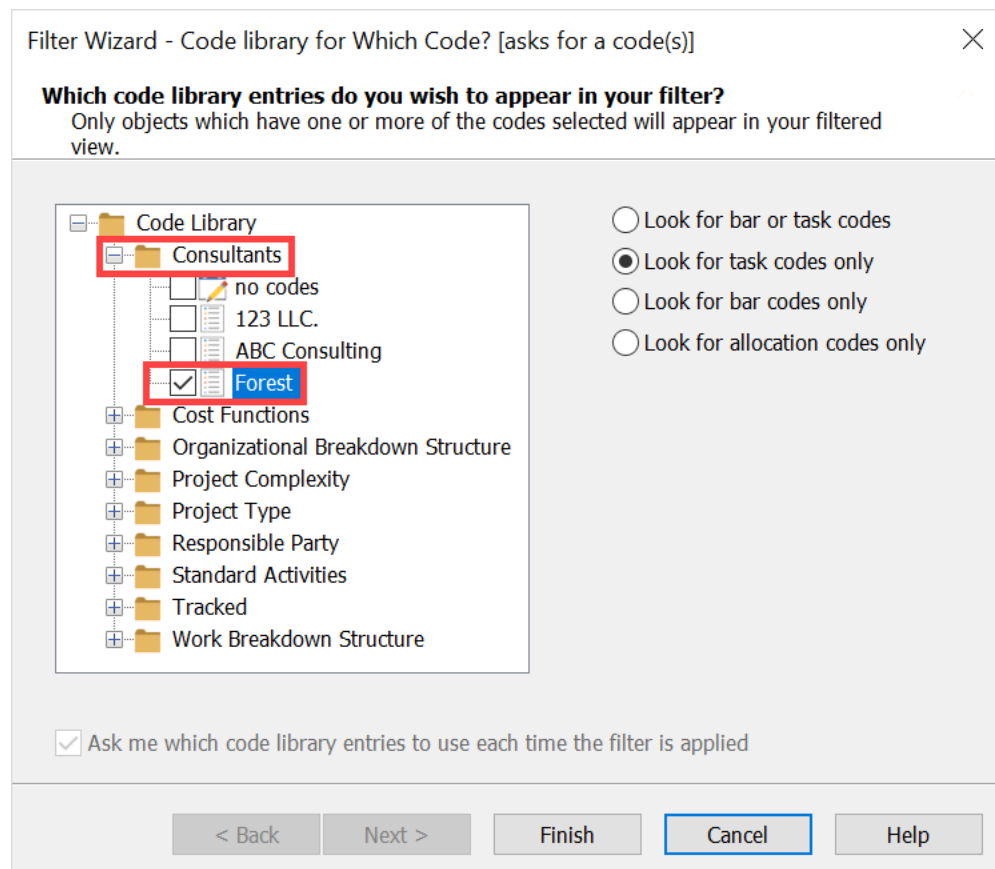 Filter Wizard - Code library for Which Code? [asks for a code(s)]
Which code library entries do you wish to appear in your filter?
Only objects which have one or more of the codes selected will appear in your filtered
view.
Code Library
Consultants
no codes
123 LLC.
ABC Consulting
Forest
Cost Functions
Organizational Breakdown Structure
Project Complexity
Project Type
Responsible Party
Standard Activities
Tracked
Work Breakdown Structure
Look for bar or task codes
Look for task codes only
Look for bar codes only
Look for allocation codes only
Ask me which code library entries to use each time the filter is applied
< Back Next > Finish Cancel Help